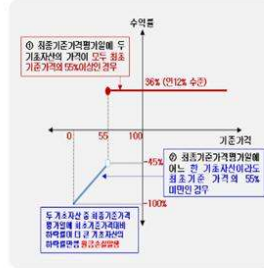 수익률
① 최종기준가격평가일에 두
기초자산의 가격이 모두 최초
기준가격의 55%이상인 경우
36% (연12% 수준)
0
55
100
기준가격
-45%
② 최종기준가격평가일에
어느 한 기초자산이라도
최초기준 가격의 55%
미만인 경우
-100%
두 기초자산 중 최종기준가격
평가일에 최초기준가격대비
하락률이 더 큰 기초자산의
하락률만큼 원금손실발생